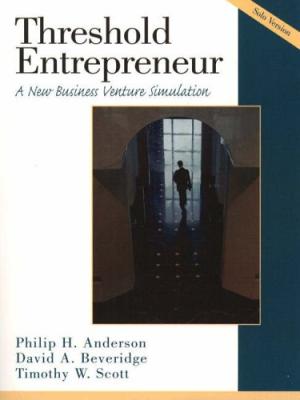 Threshold
Entrepreneur
A New Business Venture Simulation
Solo Version
Philip H. Anderson
David A. Beveridge
Timothy W. Scott